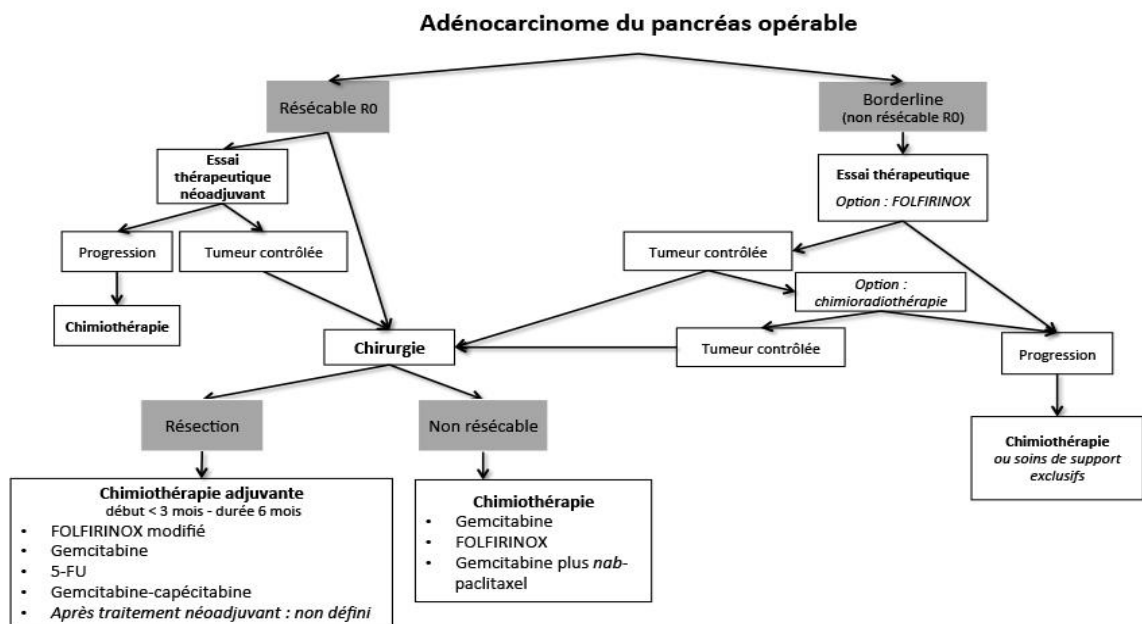 Adénocarcinome du pancréas opérable
Résécable R0
Borderline
(non résécable R0)
Essai
thérapeutique
néoadjuvant
Essai thérapeutique
Option : FOLFIRINOX
Progression
Tumeur contrôlée
Tumeur contrôlée
Option :
chimioradiothérapie
Chimiothérapie
Chirurgie
Tumeur contrôlée
Progression
Résection
Non résécable
Chimiothérapie
ou soins de support
exclusifs
Chimiothérapie adjuvante
début < 3 mois - durée 6 mois
• FOLFIRINOX modifié
• Gemcitabine
• 5-FU
• Gemcitabine-capécitabine
• Après traitement néoadjuvant : non défini
Chimiothérapie
• Gemcitabine
• FOLFIRINOX
• Gemcitabine plus nab-
paclitaxel